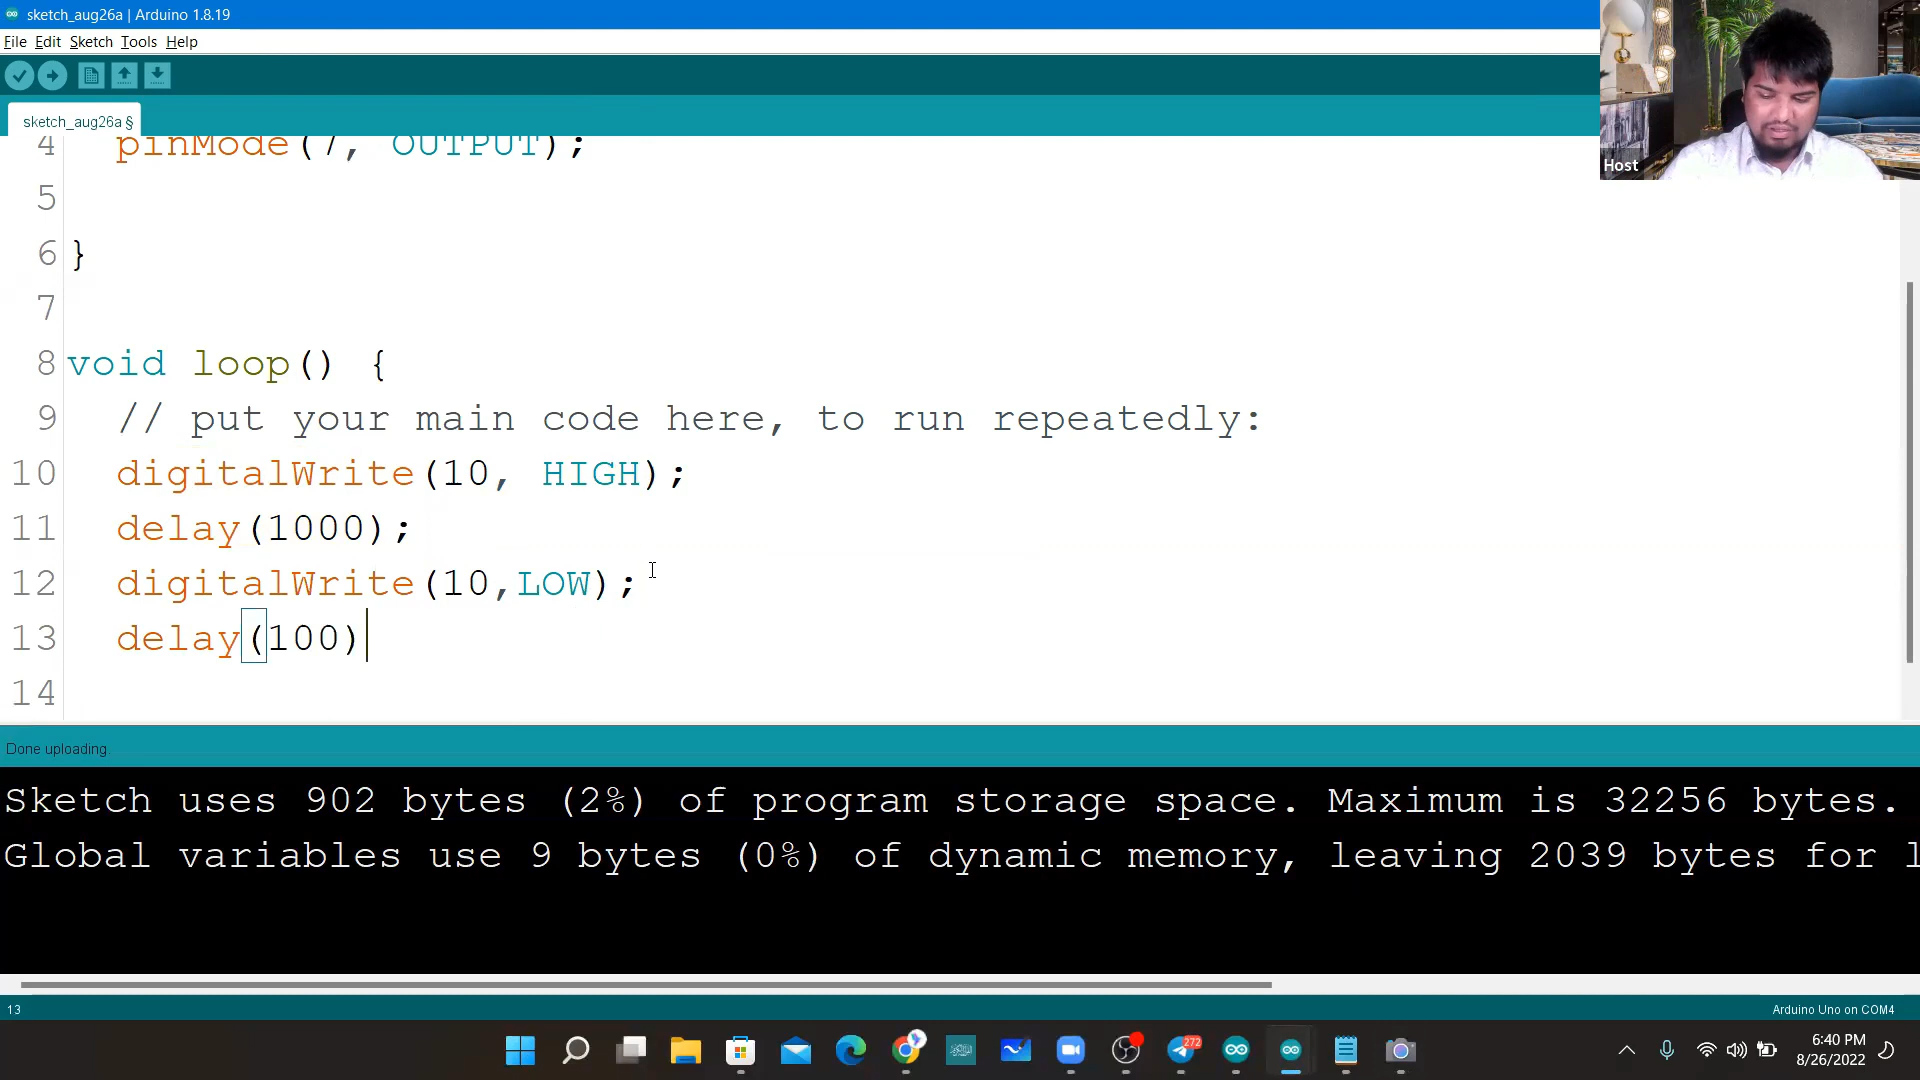 sketch_aug26a | Arduino 1.8.19
File Edit Sketch Tools Help
sketch_aug26a §
Host
4 pinMode(7, OUTPUT);
5
6 }
7
8 void loop() {
9 // put your main code here, to run repeatedly:
10 digitalWrite(10, HIGH);
11 delay(1000);
12 digitalWrite(10,LOW);
13 delay(100)
14
Done uploading.
Sketch uses 902 bytes (2%) of program storage space. Maximum is 32256 bytes.
Global variables use 9 bytes (0%) of dynamic memory, leaving 2039 bytes for l
13
Arduino Uno on COM4
272
6:40 PM
8/26/2022